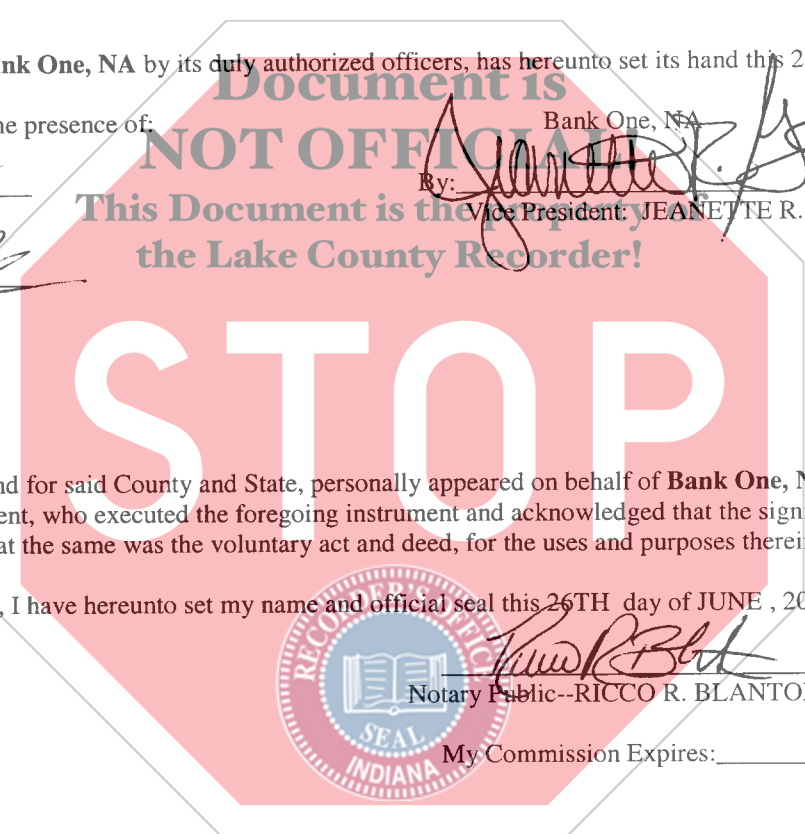 nk One, NA by its duly authorized officers, has hereunto set its hand this 2
Document is
he presence of:
Bank One, NA
NOT OFFICIAL!
Jeanette R.
By:
This Document is the property of
Vice President: JEANETTE R.
the Lake County Recorder!
STOP
nd for said County and State, personally appeared on behalf of Bank One, N
ent, who executed the foregoing instrument and acknowledged that the sign
at the same was the voluntary act and deed, for the uses and purposes therei
, I have hereunto set my name and official seal this 26TH day of JUNE , 20
RECORDER'S OFFICE
Notary Public--RICCO R. BLANTO
SEAL
My Commission Expires:
INDIANA